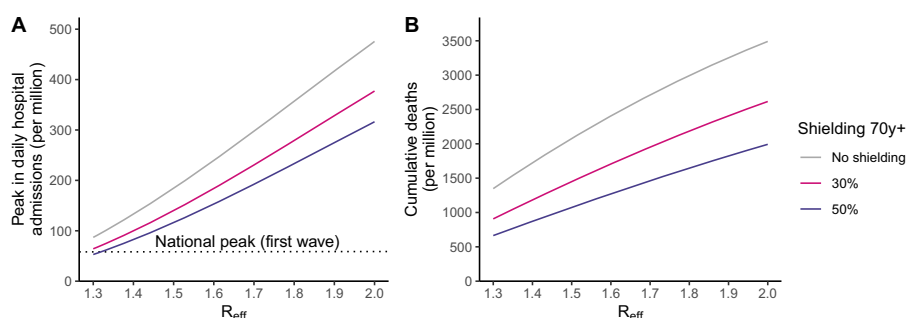 A
Peak in daily hospital
admissions (per million)
500
400
300
200
100
0
National peak (first wave)
1.3 1.4 1.5 1.6 1.7 1.8 1.9 2.0
Reff
B
Cumulative deaths
(per million)
3500
3000
2500
2000
1500
1000
500
0
1.3 1.4 1.5 1.6 1.7 1.8 1.9 2.0
Reff
Shielding 70y+
No shielding
30%
50%